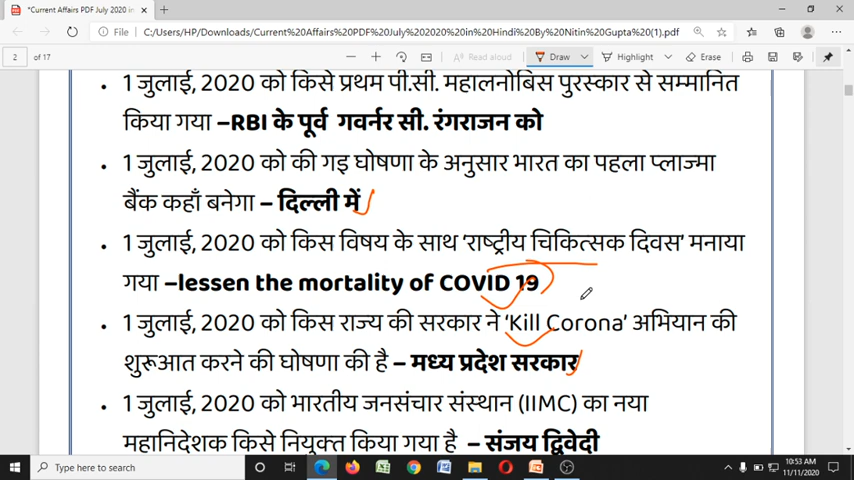 *Current Affairs PDF July 2020 in
C:/Users/HP/Downloads/Current%20Affairs%20PDF%20July%202020%20in%20Hindi%20By%20Nitin%20Gupta%20(1).pdf
2 of 17
Read aloud
Draw
Highlight
Erase
1 जुलाई, 2020 को किसे प्रथम पी.सी. महालनोबिस पुरस्कार से सम्मानित
किया गया –RBI के पूर्व गवर्नर सी. रंगराजन को
1 जुलाई, 2020 को की गइ घोषणा के अनुसार भारत का पहला प्लाज्मा
बैंक कहाँ बनेगा – दिल्ली में
1 जुलाई, 2020 को किस विषय के साथ ‘राष्ट्रीय चिकित्सक दिवस’ मनाया
गया –lessen the mortality of COVID 19
1 जुलाई, 2020 को किस राज्य की सरकार ने ‘Kill Corona’ अभियान की
शुरूआत करने की घोषणा की है – मध्य प्रदेश सरकार
1 जुलाई, 2020 को भारतीय जनसंचार संस्थान (IIMC) का नया
महानिदेशक किसे नियुक्त किया गया है – संजय द्विवेदी
Type here to search
10:53 AM
11/11/2020